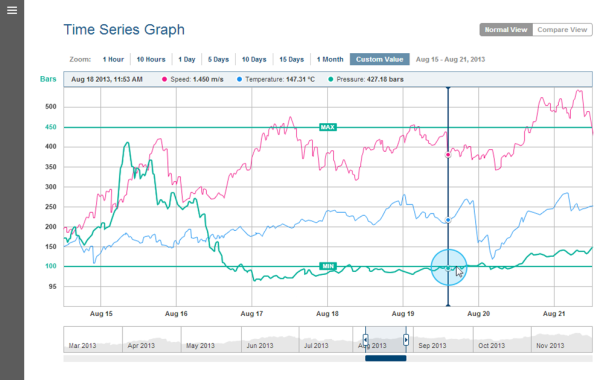 Time Series Graph
Normal View Compare View
Zoom: 1 Hour 10 Hours 1 Day 5 Days 10 Days 15 Days 1 Month Custom Value Aug 15 - Aug 21, 2013
Bars Aug 18 2013, 11:53 AM Speed: 1.450 m/s Temperature: 147.31 °C Pressure: 427.18 bars
500
450 MAX
400
350
300
250
200
150
100 MIN
95
Aug 15 Aug 16 Aug 17 Aug 18 Aug 19 Aug 20 Aug 21
Mar 2013 Apr 2013 May 2013 Jun 2013 Jul 2013 Aug 2013 Sep 2013 Oct 2013 Nov 2013